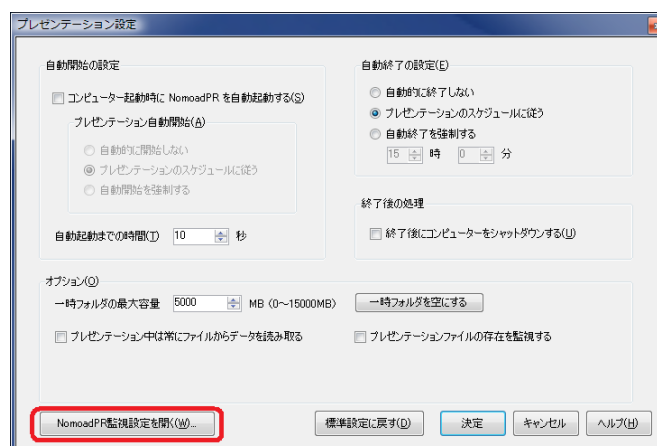 プレゼンテーション設定
自動開始の設定
コンピューター起動時に NomoadPR を自動起動する(S)
プレゼンテーション自動開始(A)
自動的に開始しない
プレゼンテーションのスケジュールに従う
自動開始を強制する
自動起動までの時間(T) 10 秒
自動終了の設定(E)
自動的に終了しない
プレゼンテーションのスケジュールに従う
自動終了を強制する
15 時 0 分
終了後の処理
終了後にコンピューターをシャットダウンする(U)
オプション(O)
一時フォルダの最大容量 5000 MB (0～15000MB) 一時フォルダを空にする
プレゼンテーション中は常にファイルからデータを読み取る プレゼンテーションファイルの存在を監視する
NomoadPR監視設定を開く(W)... 標準設定に戻す(D) 決定 キャンセル ヘルプ(H)